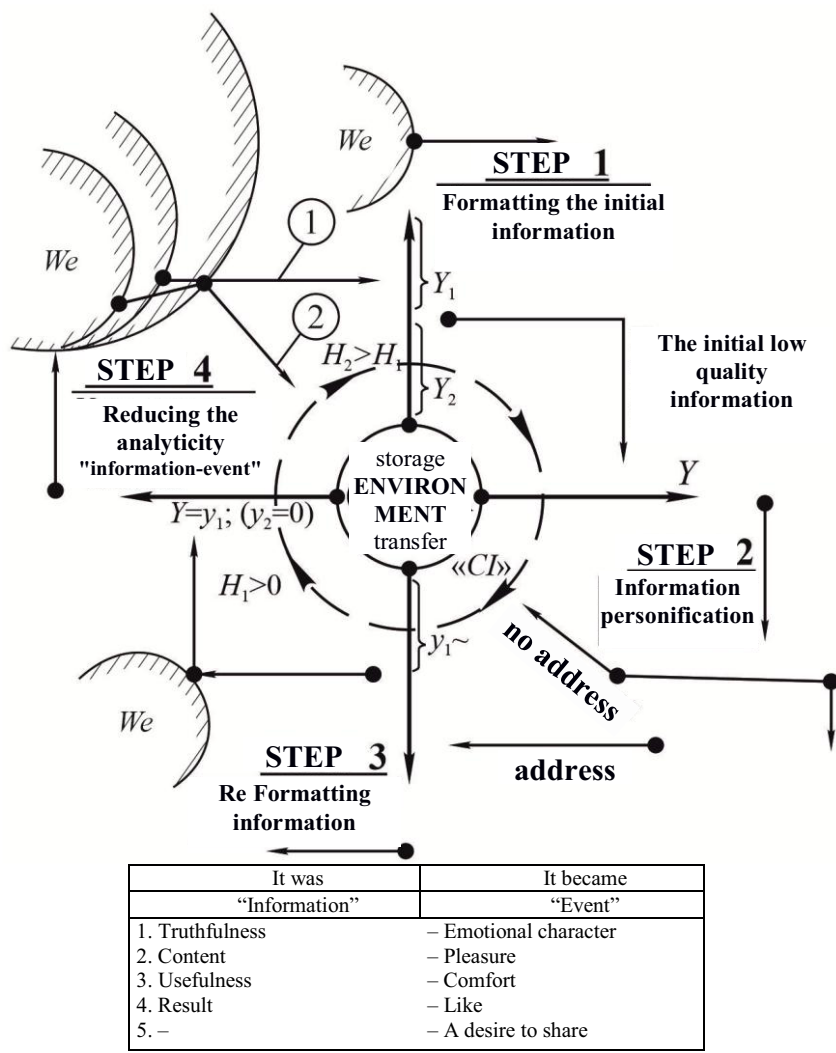 We
STEP 1
Formatting the initial
information
1
We
Y₁
2
H₂>H₁
The initial low
quality
information
STEP 4
Y₂
Reducing the
analyticity
"information-event"
storage
ENVIRON
MENT
transfer
Y
Y=y₁; (y₂=0)
STEP 2
«CI»
Information
personification
H₁>0
y₁~
no address
We
STEP 3
address
Re Formatting
information
It was It became
“Information” “Event”
1. Truthfulness – Emotional character
2. Content – Pleasure
3. Usefulness – Comfort
4. Result – Like
5. – – A desire to share